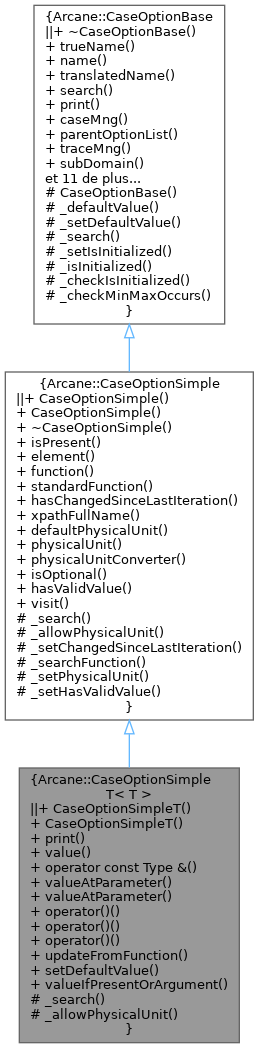 {Arcane::CaseOptionBase
||+ ~CaseOptionBase()
+ trueName()
+ name()
+ translatedName()
+ search()
+ print()
+ caseMng()
+ parentOptionList()
+ traceMng()
+ subDomain()
et 11 de plus...
# CaseOptionBase()
# _defaultValue()
# _setDefaultValue()
# _search()
# _setIsInitialized()
# _isInitialized()
# _checkIsInitialized()
# _checkMinMaxOccurs()
}
{Arcane::CaseOptionSimple
||+ CaseOptionSimple()
+ CaseOptionSimple()
+ ~CaseOptionSimple()
+ isPresent()
+ element()
+ function()
+ standardFunction()
+ hasChangedSinceLastIteration()
+ xpathFullName()
+ defaultPhysicalUnit()
+ physicalUnit()
+ physicalUnitConverter()
+ isOptional()
+ hasValidValue()
+ visit()
# _search()
# _allowPhysicalUnit()
# _setChangedSinceLastIteration()
# _searchFunction()
# _setPhysicalUnit()
# _setHasValidValue()
}
{Arcane::CaseOptionSimple
T< T >
||+ CaseOptionSimpleT()
+ CaseOptionSimpleT()
+ print()
+ value()
+ operator const Type &()
+ valueAtParameter()
+ valueAtParameter()
+ operator()()
+ operator()()
+ operator()()
+ updateFromFunction()
+ setDefaultValue()
+ valueIfPresentOrArgument()
# _search()
# _allowPhysicalUnit()
}